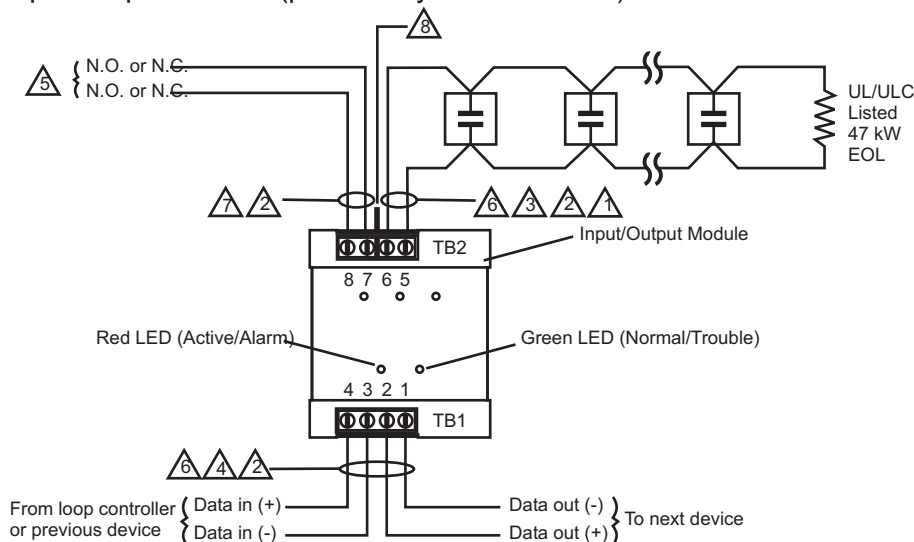 8
5
N.O. or N.C.
N.O. or N.C.
UL/ULC
Listed
47 kW
EOL
7 2
6 3 2 1
Input/Output Module
TB2
8 7 6 5
Red LED (Active/Alarm)
Green LED (Normal/Trouble)
4 3 2 1
TB1
6 4 2
From loop controller
or previous device
Data in (+)
Data in (-)
Data out (-)
Data out (+)
To next device